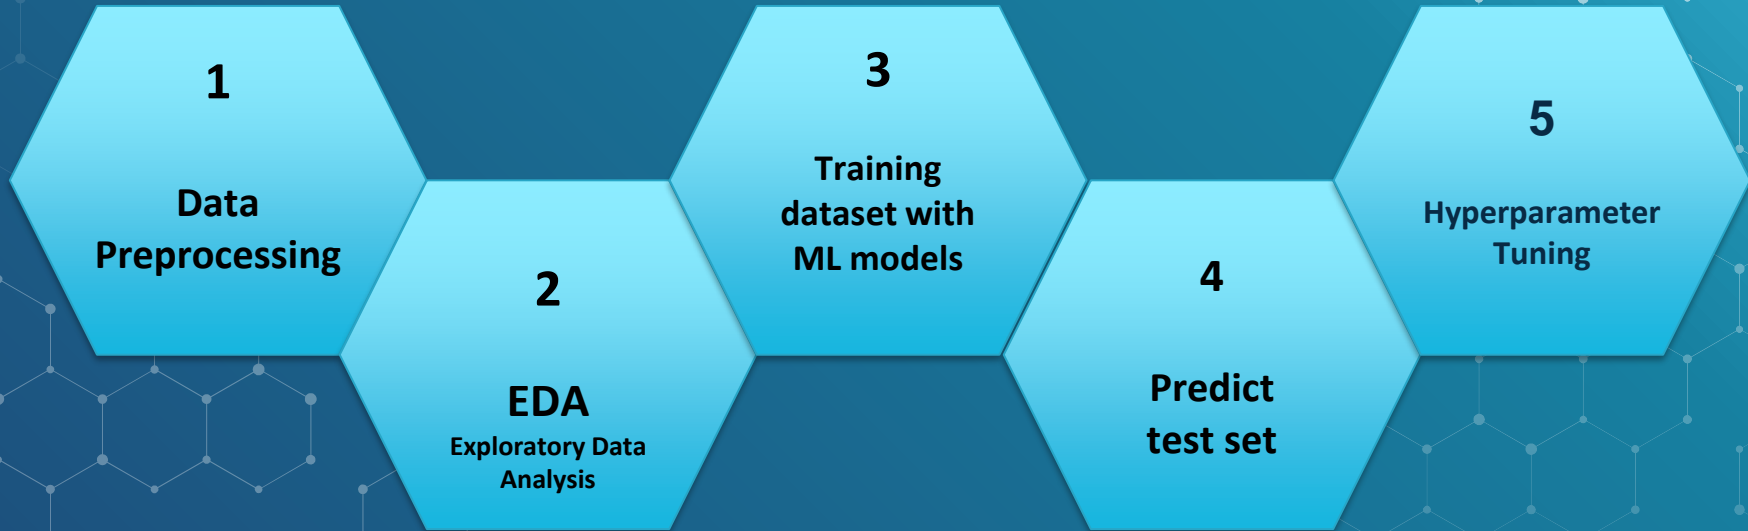 1
Data
Preprocessing
2
EDA
Exploratory Data
Analysis
3
Training
dataset with
ML models
4
Predict
test set
5
Hyperparameter
Tuning